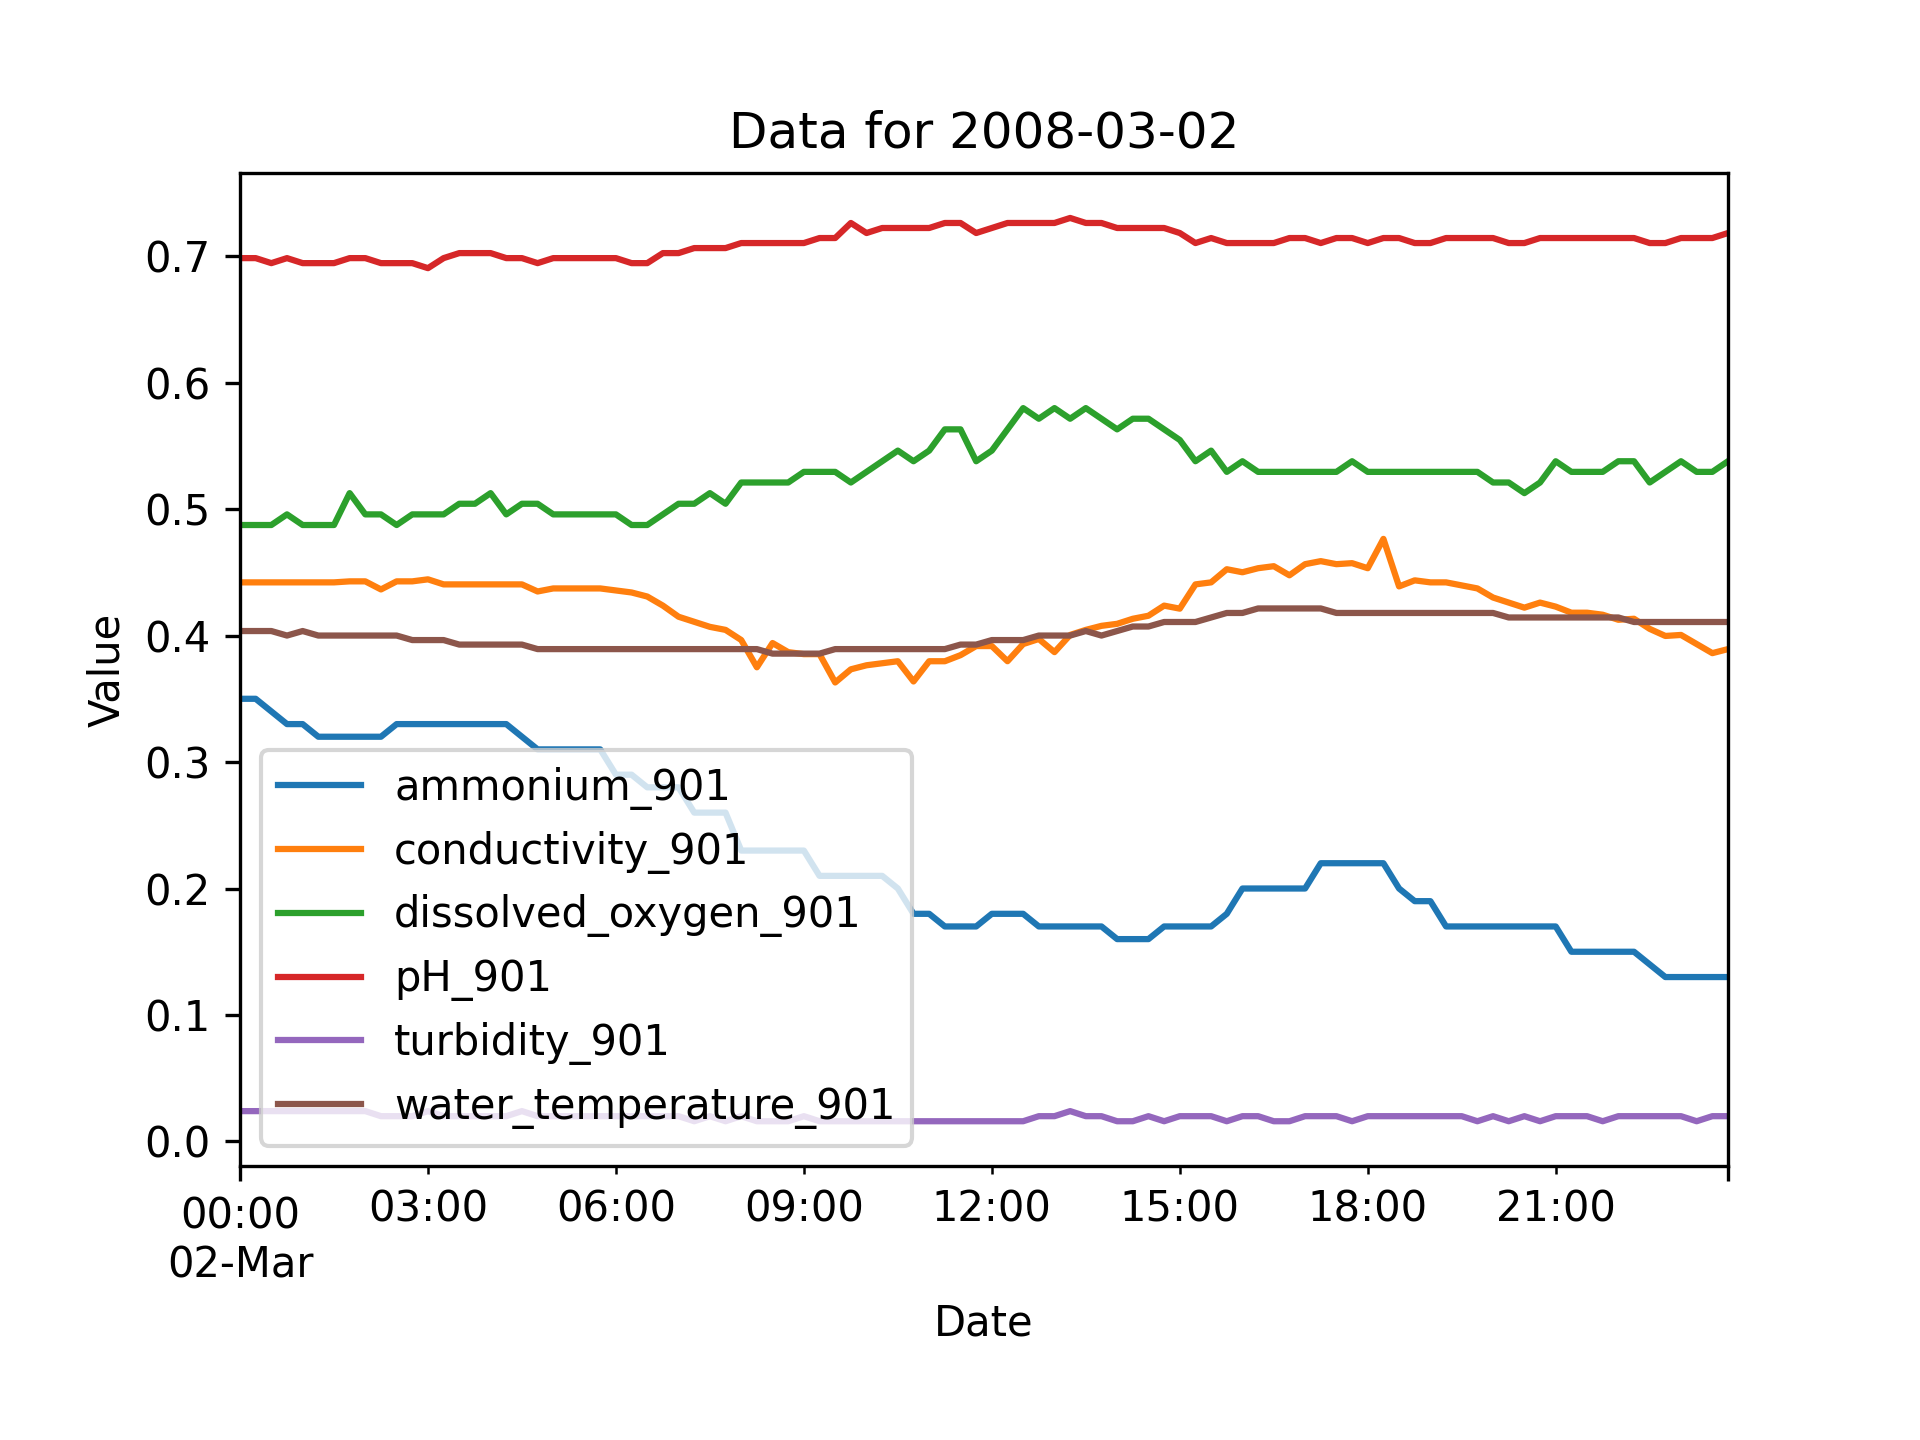 Data for 2008-03-02
Value
0.7
0.6
0.5
0.4
0.3
0.2
0.1
0.0
ammonium_901
conductivity_901
dissolved_oxygen_901
pH_901
turbidity_901
water_temperature_901
00:00 03:00 06:00 09:00 12:00 15:00 18:00 21:00
02-Mar
Date